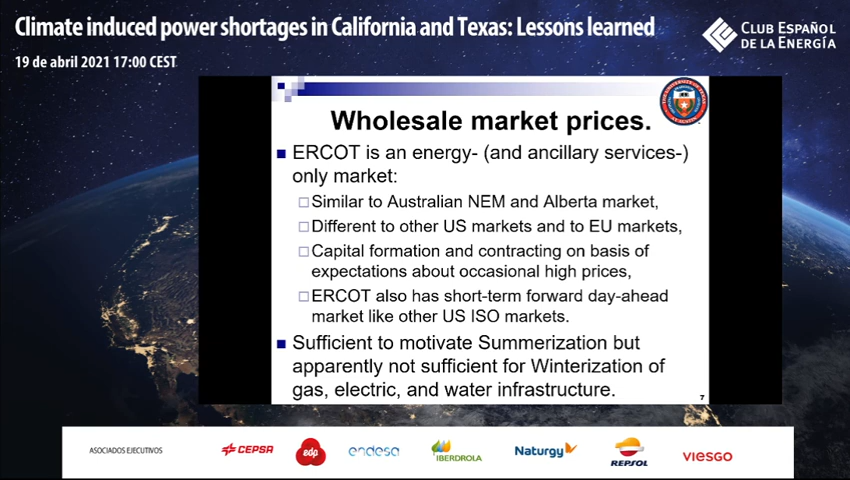 Climate induced power shortages in California and Texas: Lessons learned
19 de abril 2021 17:00 CEST
CLUB ESPAÑOL
DE LA ENERGÍA
Wholesale market prices.
ERCOT is an energy- (and ancillary services-)
only market:
Similar to Australian NEM and Alberta market,
Different to other US markets and to EU markets,
Capital formation and contracting on basis of
expectations about occasional high prices,
ERCOT also has short-term forward day-ahead
market like other US ISO markets.
Sufficient to motivate Summerization but
apparently not sufficient for Winterization of
gas, electric, and water infrastructure.
7
ASOCIADOS EJECUTIVOS
CEPSA
edp
endesa
IBERDROLA
Naturgy
REPSOL
VIESGO